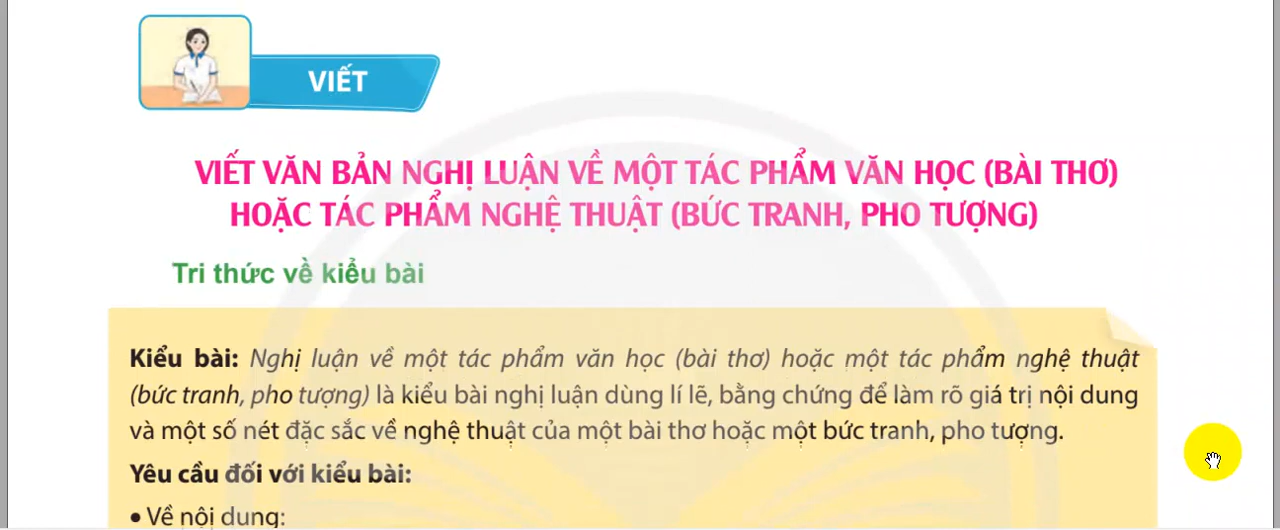 VIẾT
VIẾT VĂN BẢN NGHỊ LUẬN VỀ MỘT TÁC PHẨM VĂN HỌC (BÀI THƠ)
HOẶC TÁC PHẨM NGHỆ THUẬT (BỨC TRANH, PHO TƯỢNG)
Tri thức về kiểu bài
Kiểu bài: Nghị luận về một tác phẩm văn học (bài thơ) hoặc một tác phẩm nghệ thuật
(bức tranh, pho tượng) là kiểu bài nghị luận dùng lí lẽ, bằng chứng để làm rõ giá trị nội dung
và một số nét đặc sắc về nghệ thuật của một bài thơ hoặc một bức tranh, pho tượng.
Yêu cầu đối với kiểu bài:
• Về nội dung: